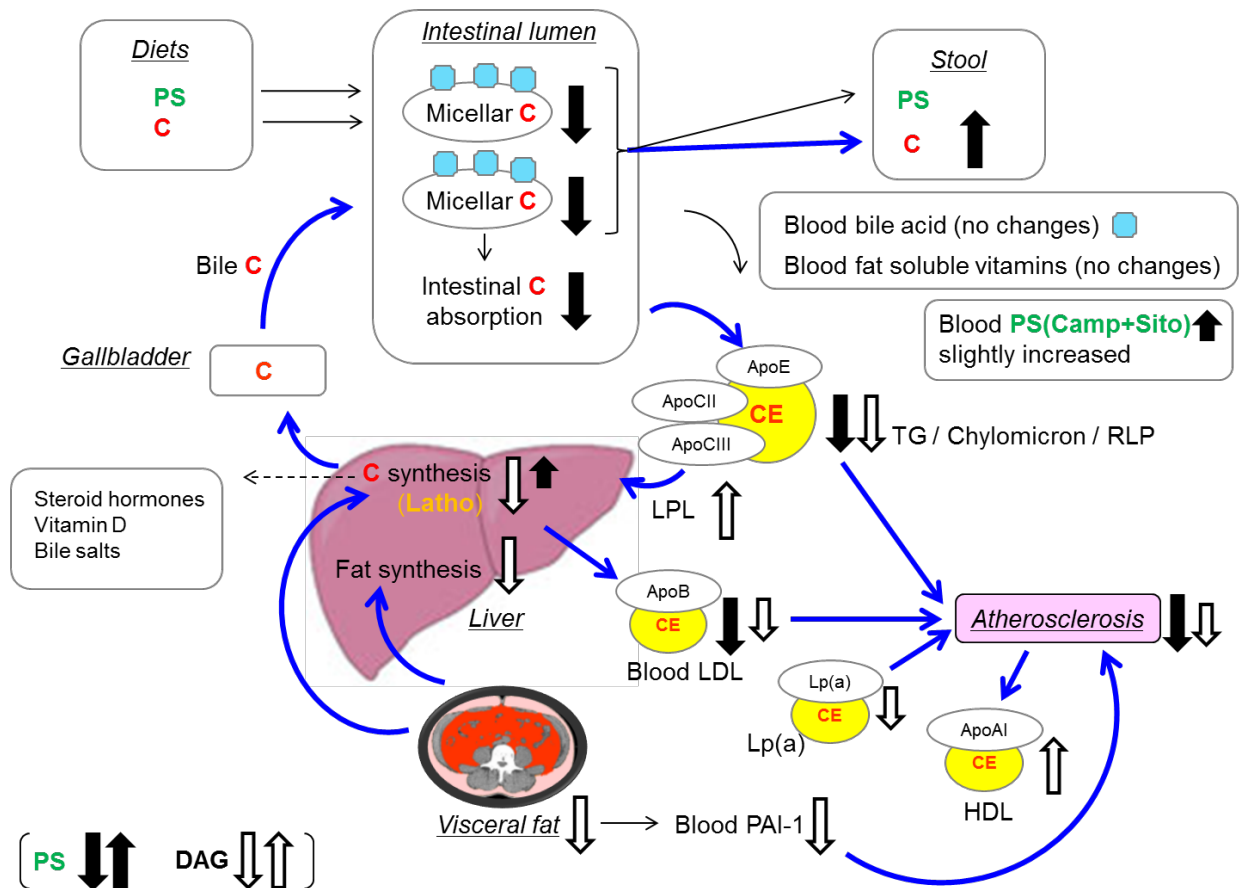 Diets
PS
C
Intestinal lumen
Micellar C
Micellar C
Intestinal C
absorption
Stool
PS
C
Blood bile acid (no changes)
Blood fat soluble vitamins (no changes)
Blood PS(Camp+Sito)
slightly increased
Bile C
Gallbladder
C
ApoE
ApoCII
CE
ApoCIII
TG / Chylomicron / RLP
LPL
C synthesis
(Latho)
Steroid hormones
Vitamin D
Bile salts
Fat synthesis
Liver
ApoB
CE
Blood LDL
Atherosclerosis
Lp(a)
CE
Lp(a)
ApoAI
CE
HDL
Visceral fat
Blood PAI-1
PS
DAG